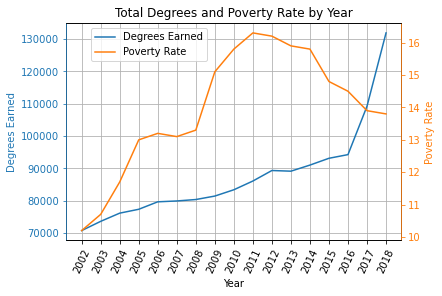 Total Degrees and Poverty Rate by Year
Degrees Earned
Poverty Rate
130000
120000
110000
100000
90000
80000
70000
Degrees Earned
16
15
14
13
12
11
10
Poverty Rate
2002 2003 2004 2005 2006 2007 2008 2009 2010 2011 2012 2013 2014 2015 2016 2017 2018
Year